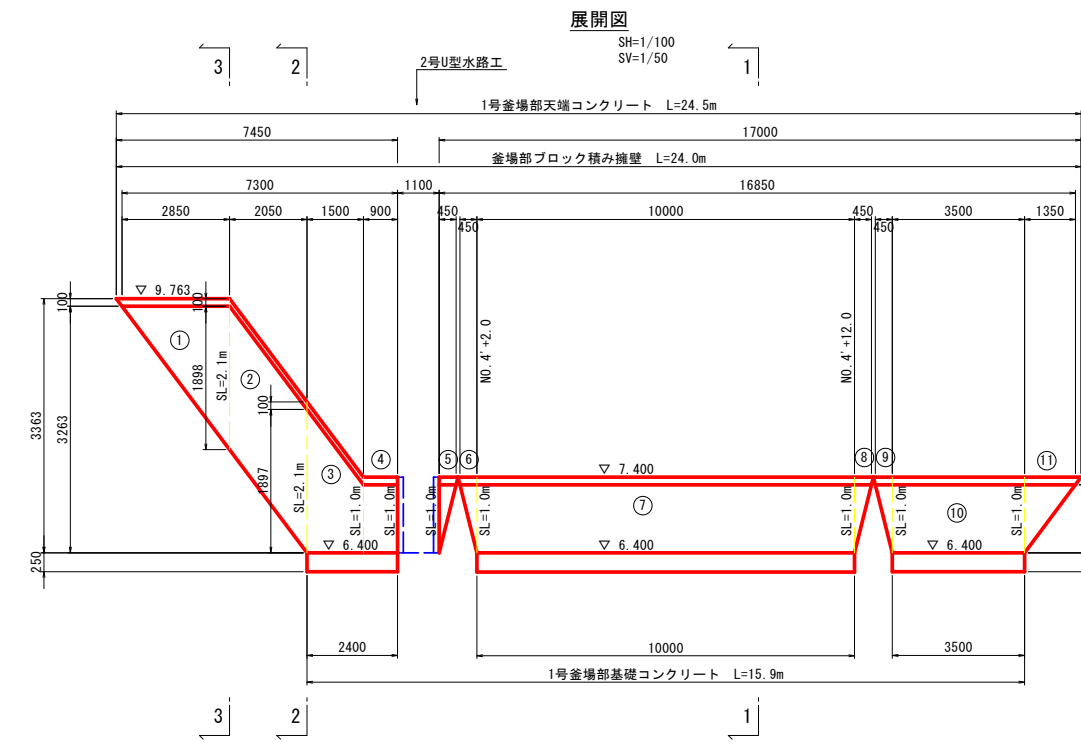 展開図
SH=1/100
SV=1/50
3
2
1
2号U型水路工
1号釜場部天端コンクリート L=24.5m
7450
17000
釜場部ブロック積み擁壁 L=24.0m
7300
1100
16850
2850
2050
1500
900
450
450
10000
450
450
3500
1350
▽ 9.763
100
100
3363
3263
①
SL=2.1m
1898
②
100
NO.4'+2.0
NO.4'+12.0
1897
SL=2.1m
③
④
SL=1.0m
SL=1.0m
SL=1.0m
⑤
⑥
SL=1.0m
▽ 7.400
⑦
SL=1.0m
⑧
⑨
SL=1.0m
⑩
SL=1.0m
⑪
▽ 6.400
▽ 6.400
▽ 6.400
250
2400
10000
3500
1号釜場部基礎コンクリート L=15.9m
3
2
1